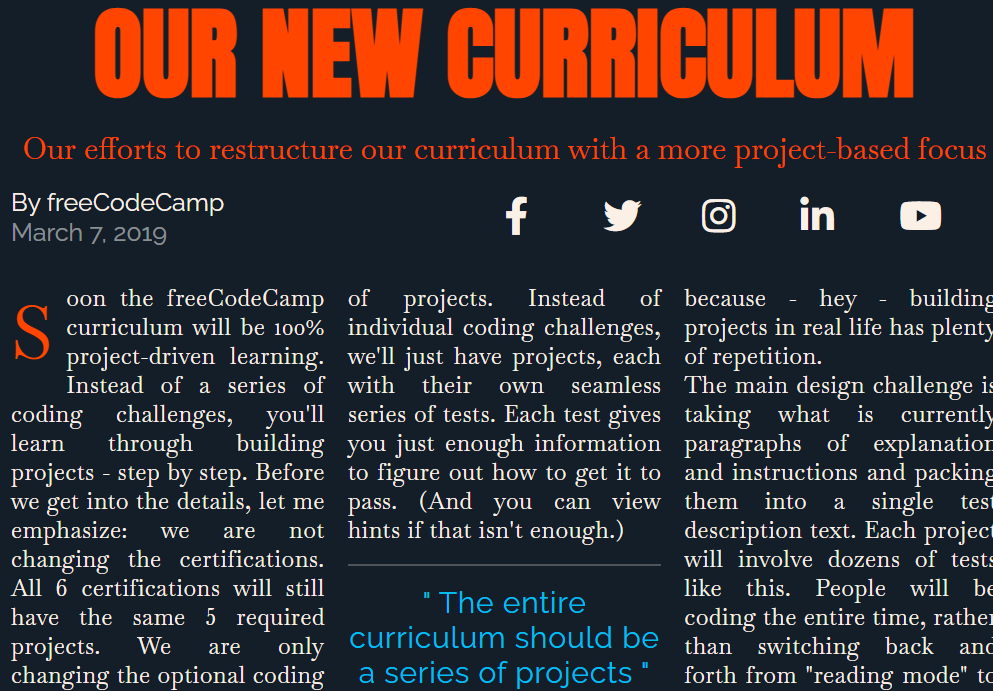 OUR NEW CURRICULUM
Our efforts to restructure our curriculum with a more project-based focus
By freeCodeCamp
March 7, 2019
Soon the freeCodeCamp
curriculum will be 100%
project-driven learning.
Instead of a series of
coding challenges, you'll
learn through building
projects - step by step. Before
we get into the details, let me
emphasize: we are not
changing the certifications.
All 6 certifications will still
have the same 5 required
projects. We are only
changing the optional coding
of projects. Instead of
individual coding challenges,
we'll just have projects, each
with their own seamless
series of tests. Each test gives
you just enough information
to figure out how to get it to
pass. (And you can view
hints if that isn't enough.)
" The entire
curriculum should be
a series of projects "
because - hey - building
projects in real life has plenty
of repetition.
The main design challenge is
taking what is currently
paragraphs of explanation
and instructions and packing
them into a single test
description text. Each project
will involve dozens of tests
like this. People will be
coding the entire time, rather
than switching back and
forth from "reading mode" to